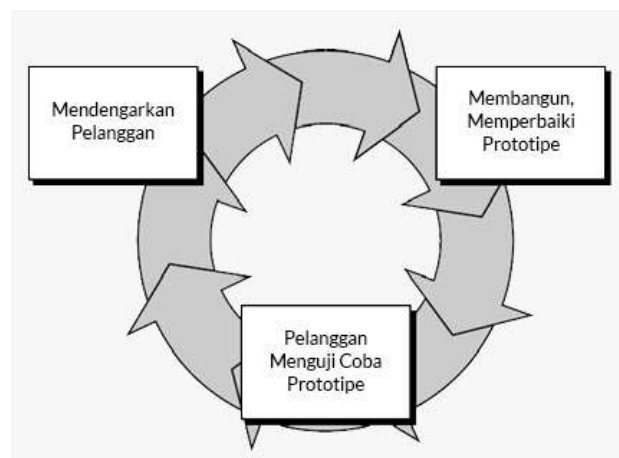 Mendengarkan
Pelanggan
Membangun,
Memperbaiki
Prototipe
Pelanggan
Menguji Coba
Prototipe